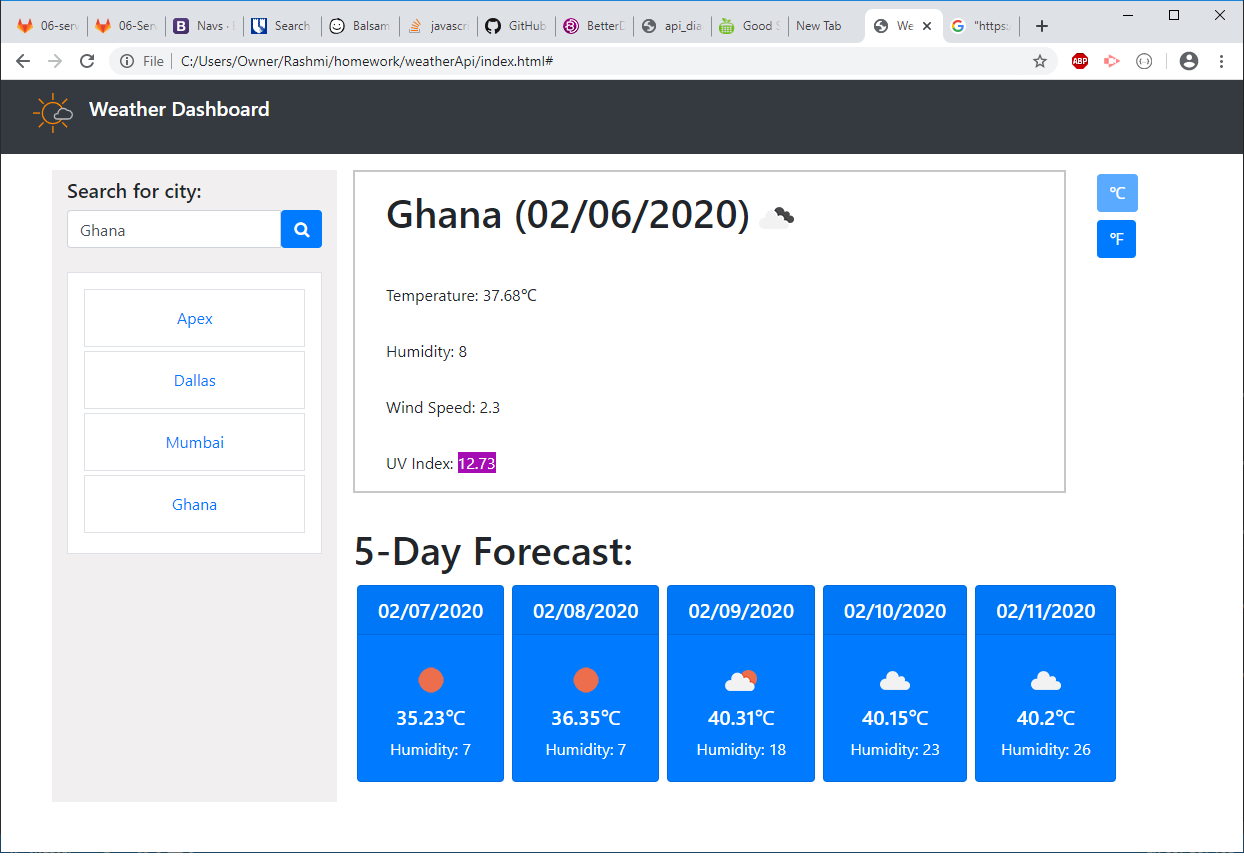 06-serv
06-Serv
Navs · B
Search
Balsam
javascri
GitHub
BetterD
api_dia
Good S
New Tab
We
"https:
File
C:/Users/Owner/Rashmi/homework/weatherApi/index.html#
ABP
Weather Dashboard
Search for city:
Ghana
Apex
Dallas
Mumbai
Ghana
Ghana (02/06/2020)
Temperature: 37.68℃
Humidity: 8
Wind Speed: 2.3
UV Index: 12.73
℃
℉
5-Day Forecast:
02/07/2020
35.23℃
Humidity: 7
02/08/2020
36.35℃
Humidity: 7
02/09/2020
40.31℃
Humidity: 18
02/10/2020
40.15℃
Humidity: 23
02/11/2020
40.2℃
Humidity: 26